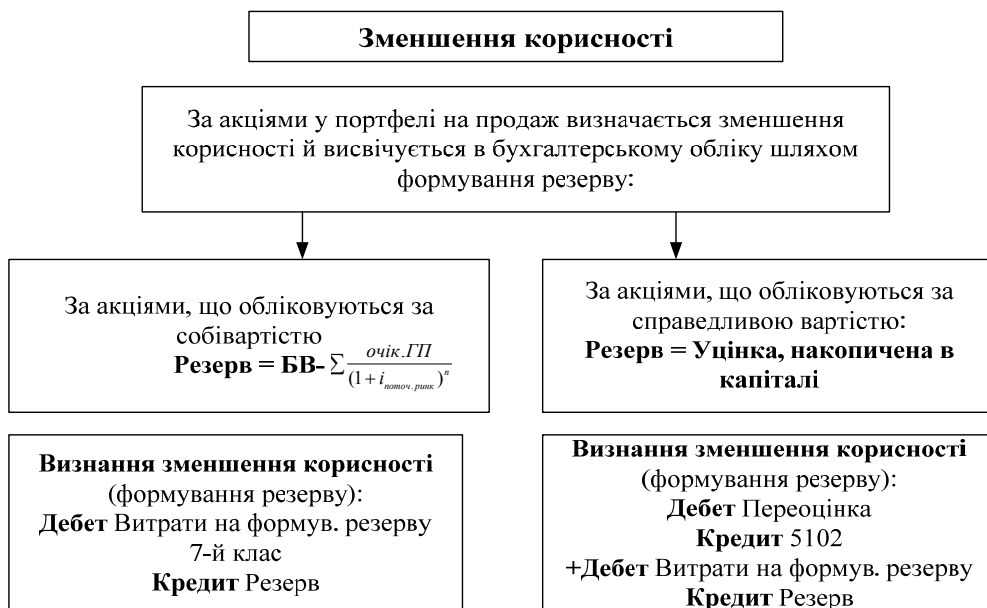 Зменшення корисності
За акціями у портфелі на продаж визначається зменшення
корисності й висвічується в бухгалтерському обліку шляхом
формування резерву:
За акціями, що обліковуються за
собівартістю
Резерв = БВ- ∑ очік.ГП / (1 + i поточ.ринк)^n
За акціями, що обліковуються за
справедливою вартістю:
Резерв = Уцінка, накопичена в
капіталі
Визнання зменшення корисності
(формування резерву):
Дебет Витрати на формув. резерву
7-й клас
Кредит Резерв
Визнання зменшення корисності
(формування резерву):
Дебет Переоцінка
Кредит 5102
+Дебет Витрати на формув. резерву
Кредит Резерв